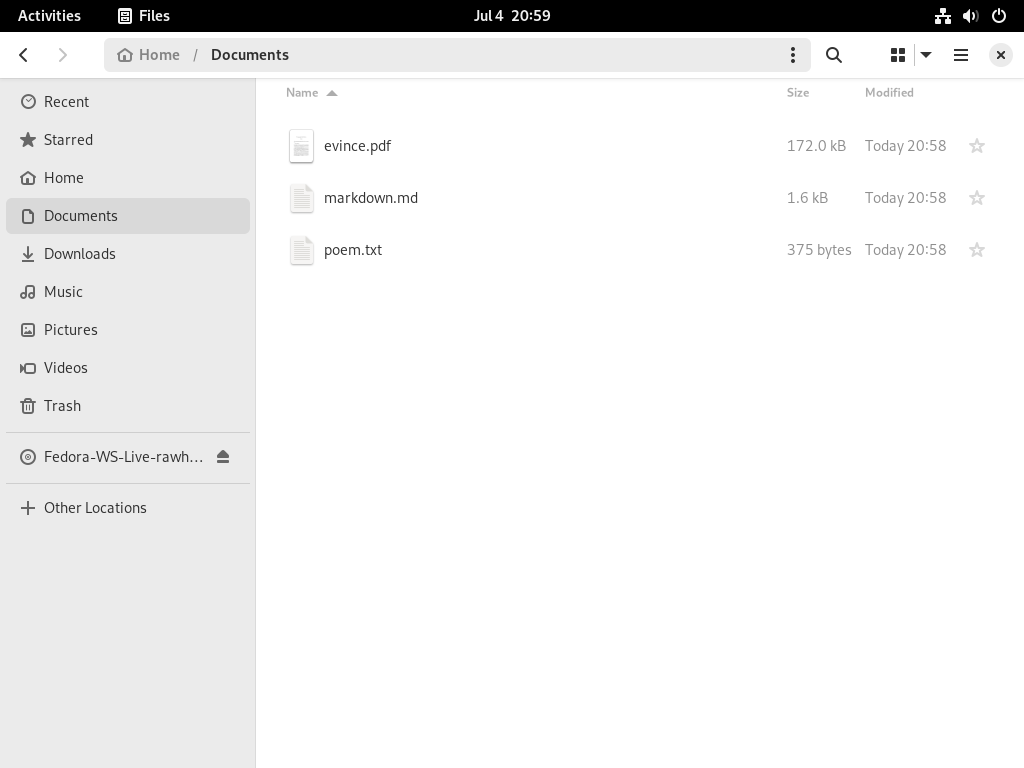 Activities Files Jul 4 20:59
Home / Documents
Name Size Modified
Recent
Starred
Home
Documents
Downloads
Music
Pictures
Videos
Trash
Fedora-WS-Live-rawh...
Other Locations
evince.pdf 172.0 kB Today 20:58
markdown.md 1.6 kB Today 20:58
poem.txt 375 bytes Today 20:58